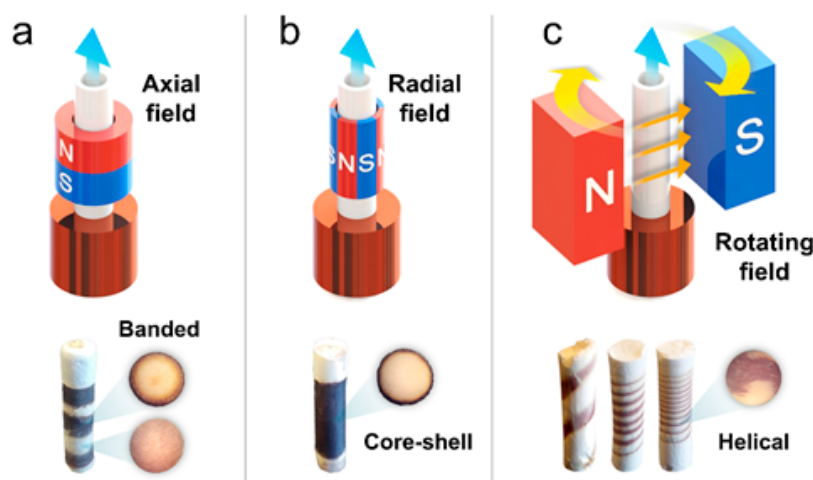 a
Axial
field
N
S
Banded
b
Radial
field
S N S N
Core-shell
c
N
S
Rotating
field
Helical